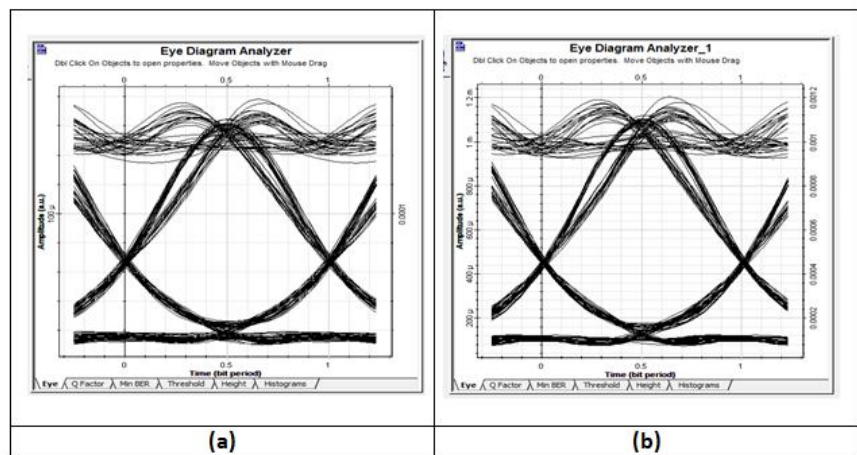 Eye Diagram Analyzer
Dbl Click On Objects to open properties. Move Objects with Mouse Drag
0 0.5 1
Amplitude (a.u.)
100 µ
0.0001
0 0.5 1
Time (bit period)
Eye Q Factor Min BER Threshold Height Histograms
(a)
Eye Diagram Analyzer_1
Dbl Click On Objects to open properties. Move Objects with Mouse Drag
0 0.5 1
Amplitude (a.u.)
1.2 m
1 m
800 µ
600 µ
400 µ
200 µ
0.0012
0.001
0.0008
0.0006
0.0004
0.0002
0 0.5 1
Time (bit period)
Eye Q Factor Min BER Threshold Height Histograms
(b)